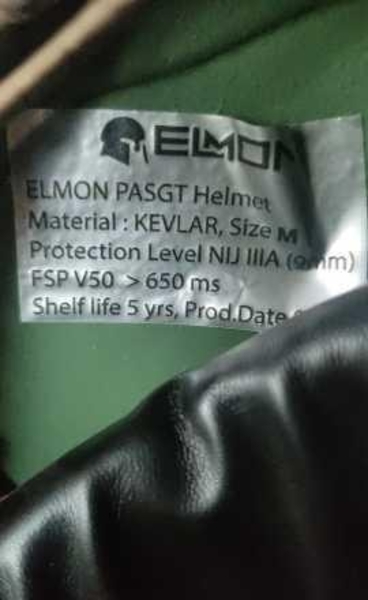 ELMON
ELMON PASGT Helmet
Material : KEVLAR, Size M
Protection Level NIJ IIIA (9mm)
FSP V50 > 650 ms
Shelf life 5 yrs, Prod.Date